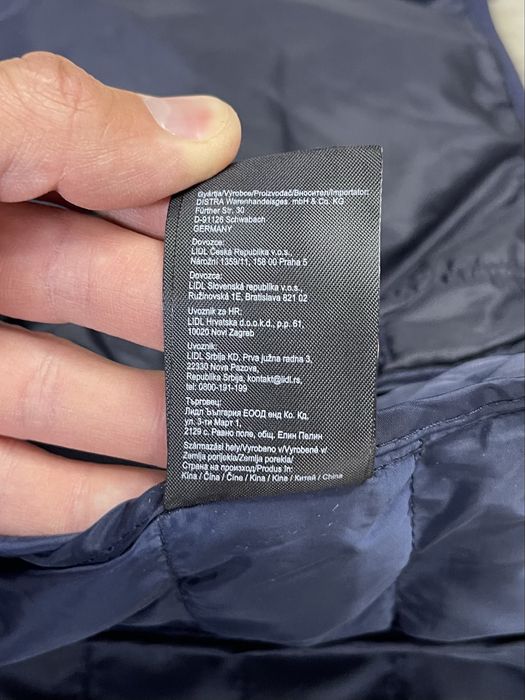 Gyártja/Výrobce/Proizvođač/Вносител/Importator:
DISTRA Warenhandelsges. mbH & Co. KG
Fürther Str. 30
D-91126 Schwabach
GERMANY
Dovozce:
LIDL Česká Republika v.o.s.,
Nárožní 1359/11, 158 00 Praha 5
Dovozca:
LIDL Slovenská republika v.o.s.,
Ružinovská 1E, Bratislava 821 02
Uvoznik za HR:
LIDL Hrvatska d.o.o.k.d., p.p. 61,
10020 Novi Zagreb
Uvoznik:
LIDL Srbija KD, Prva južna radna 3,
22330 Nova Pazova,
Republika Srbija, kontakt@lidl.rs,
tel: 0800-191-199
Търговец:
Лидл България ЕООД енд Ко. Кд,
ул. 3-ти Март 1,
2129 с. Равно поле, общ. Елин Пелин
Származási hely/Vyrobeno v/Vyrobené v/
Zemlja porijekla/Zemlja porekla/
Страна на произход/Produs în:
Kína / Čína / Čína / Kina / Kina / Китай / China